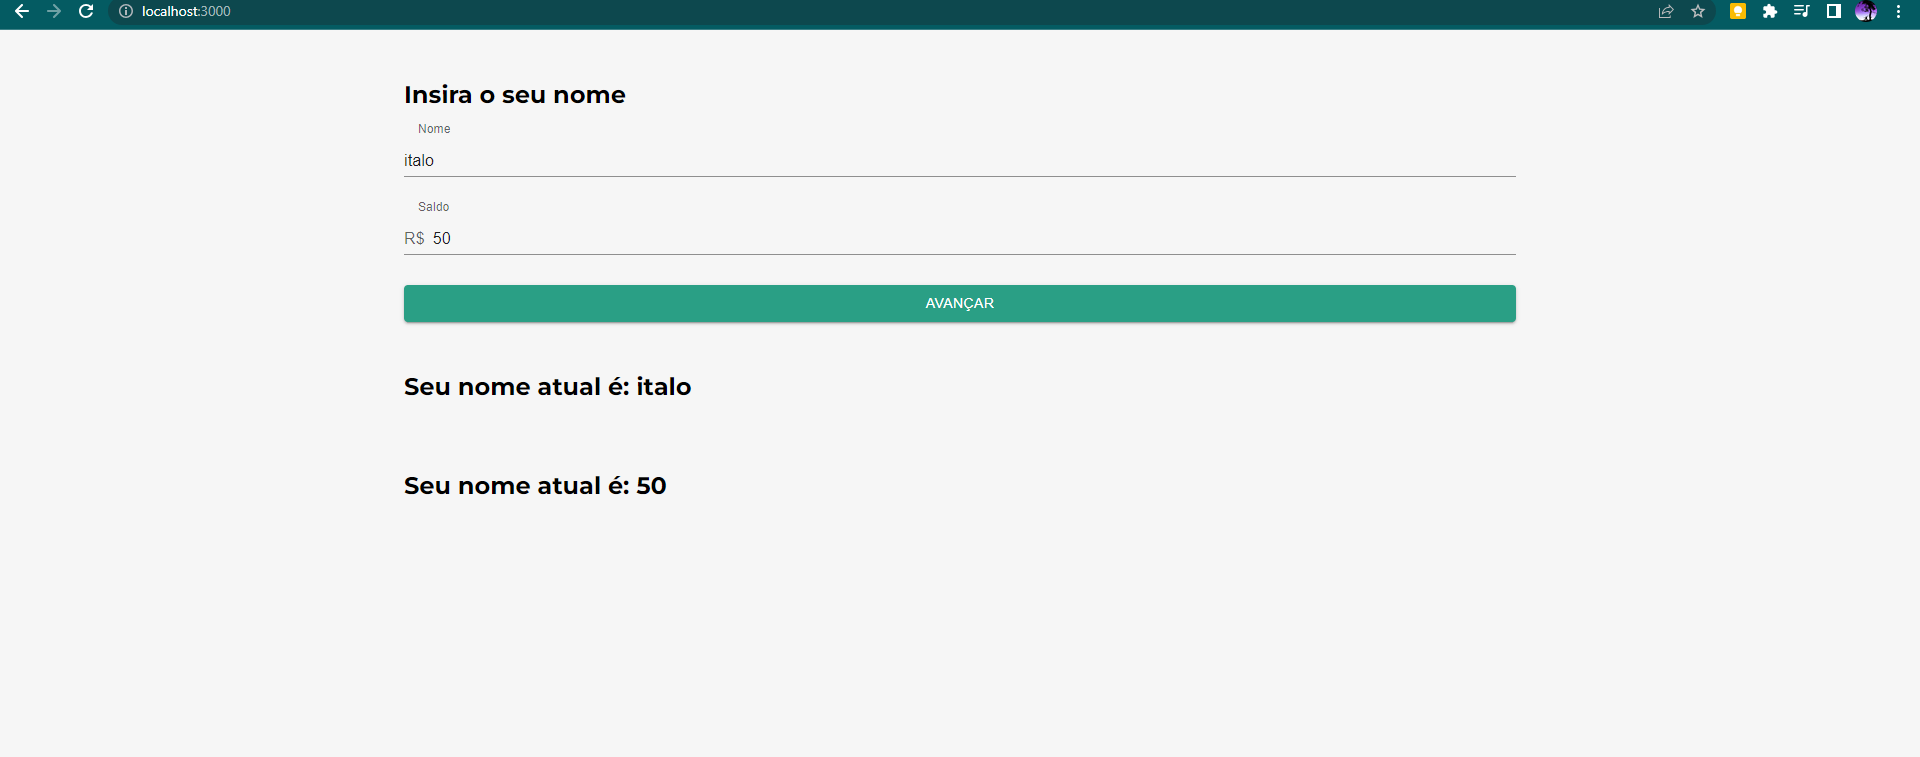 localhost:3000
Insira o seu nome
Nome
italo
Saldo
R$ 50
AVANÇAR
Seu nome atual é: italo
Seu nome atual é: 50